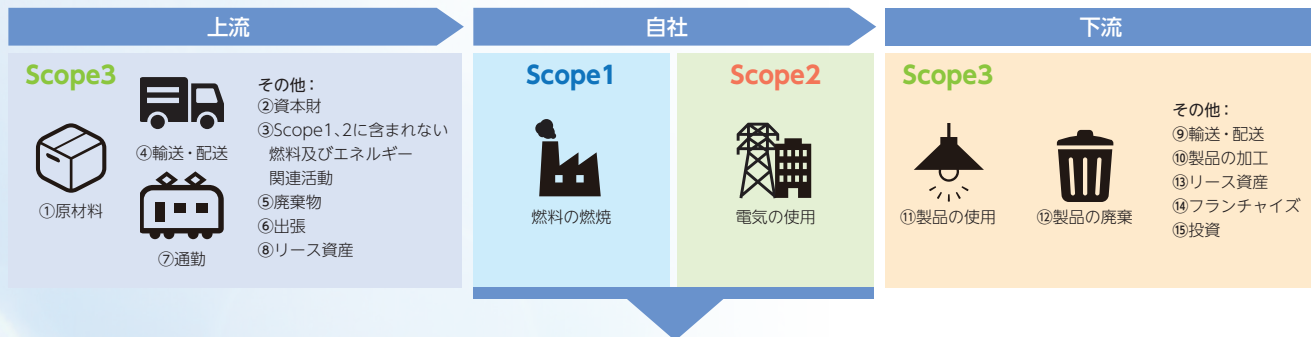 上流
自社
下流
Scope3
①原材料
④輸送・配送
⑦通勤
その他：
②資本財
③Scope1、2に含まれない
燃料及びエネルギー
関連活動
⑤廃棄物
⑥出張
⑧リース資産
Scope1
燃料の燃焼
Scope2
電気の使用
Scope3
⑪製品の使用
⑫製品の廃棄
その他：
⑨輸送・配送
⑩製品の加工
⑬リース資産
⑭フランチャイズ
⑮投資